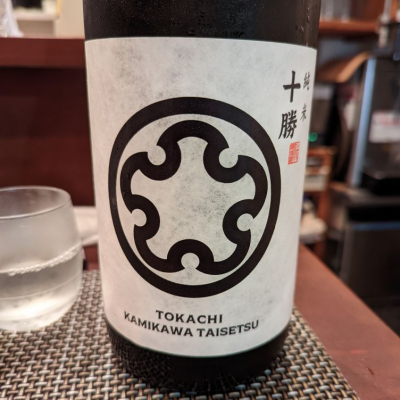 純米
十勝
TOKACHI
KAMIKAWA TAISETSU